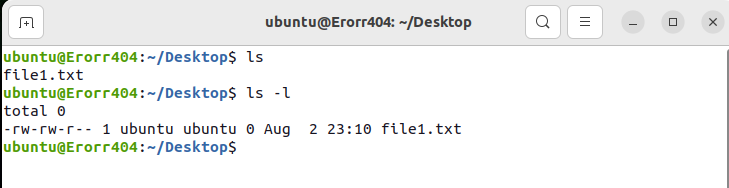 ubuntu@Erorr404: ~/Desktop
ubuntu@Erorr404:~/Desktop$ ls
file1.txt
ubuntu@Erorr404:~/Desktop$ ls -l
total 0
-rw-rw-r-- 1 ubuntu ubuntu 0 Aug  2 23:10 file1.txt
ubuntu@Erorr404:~/Desktop$